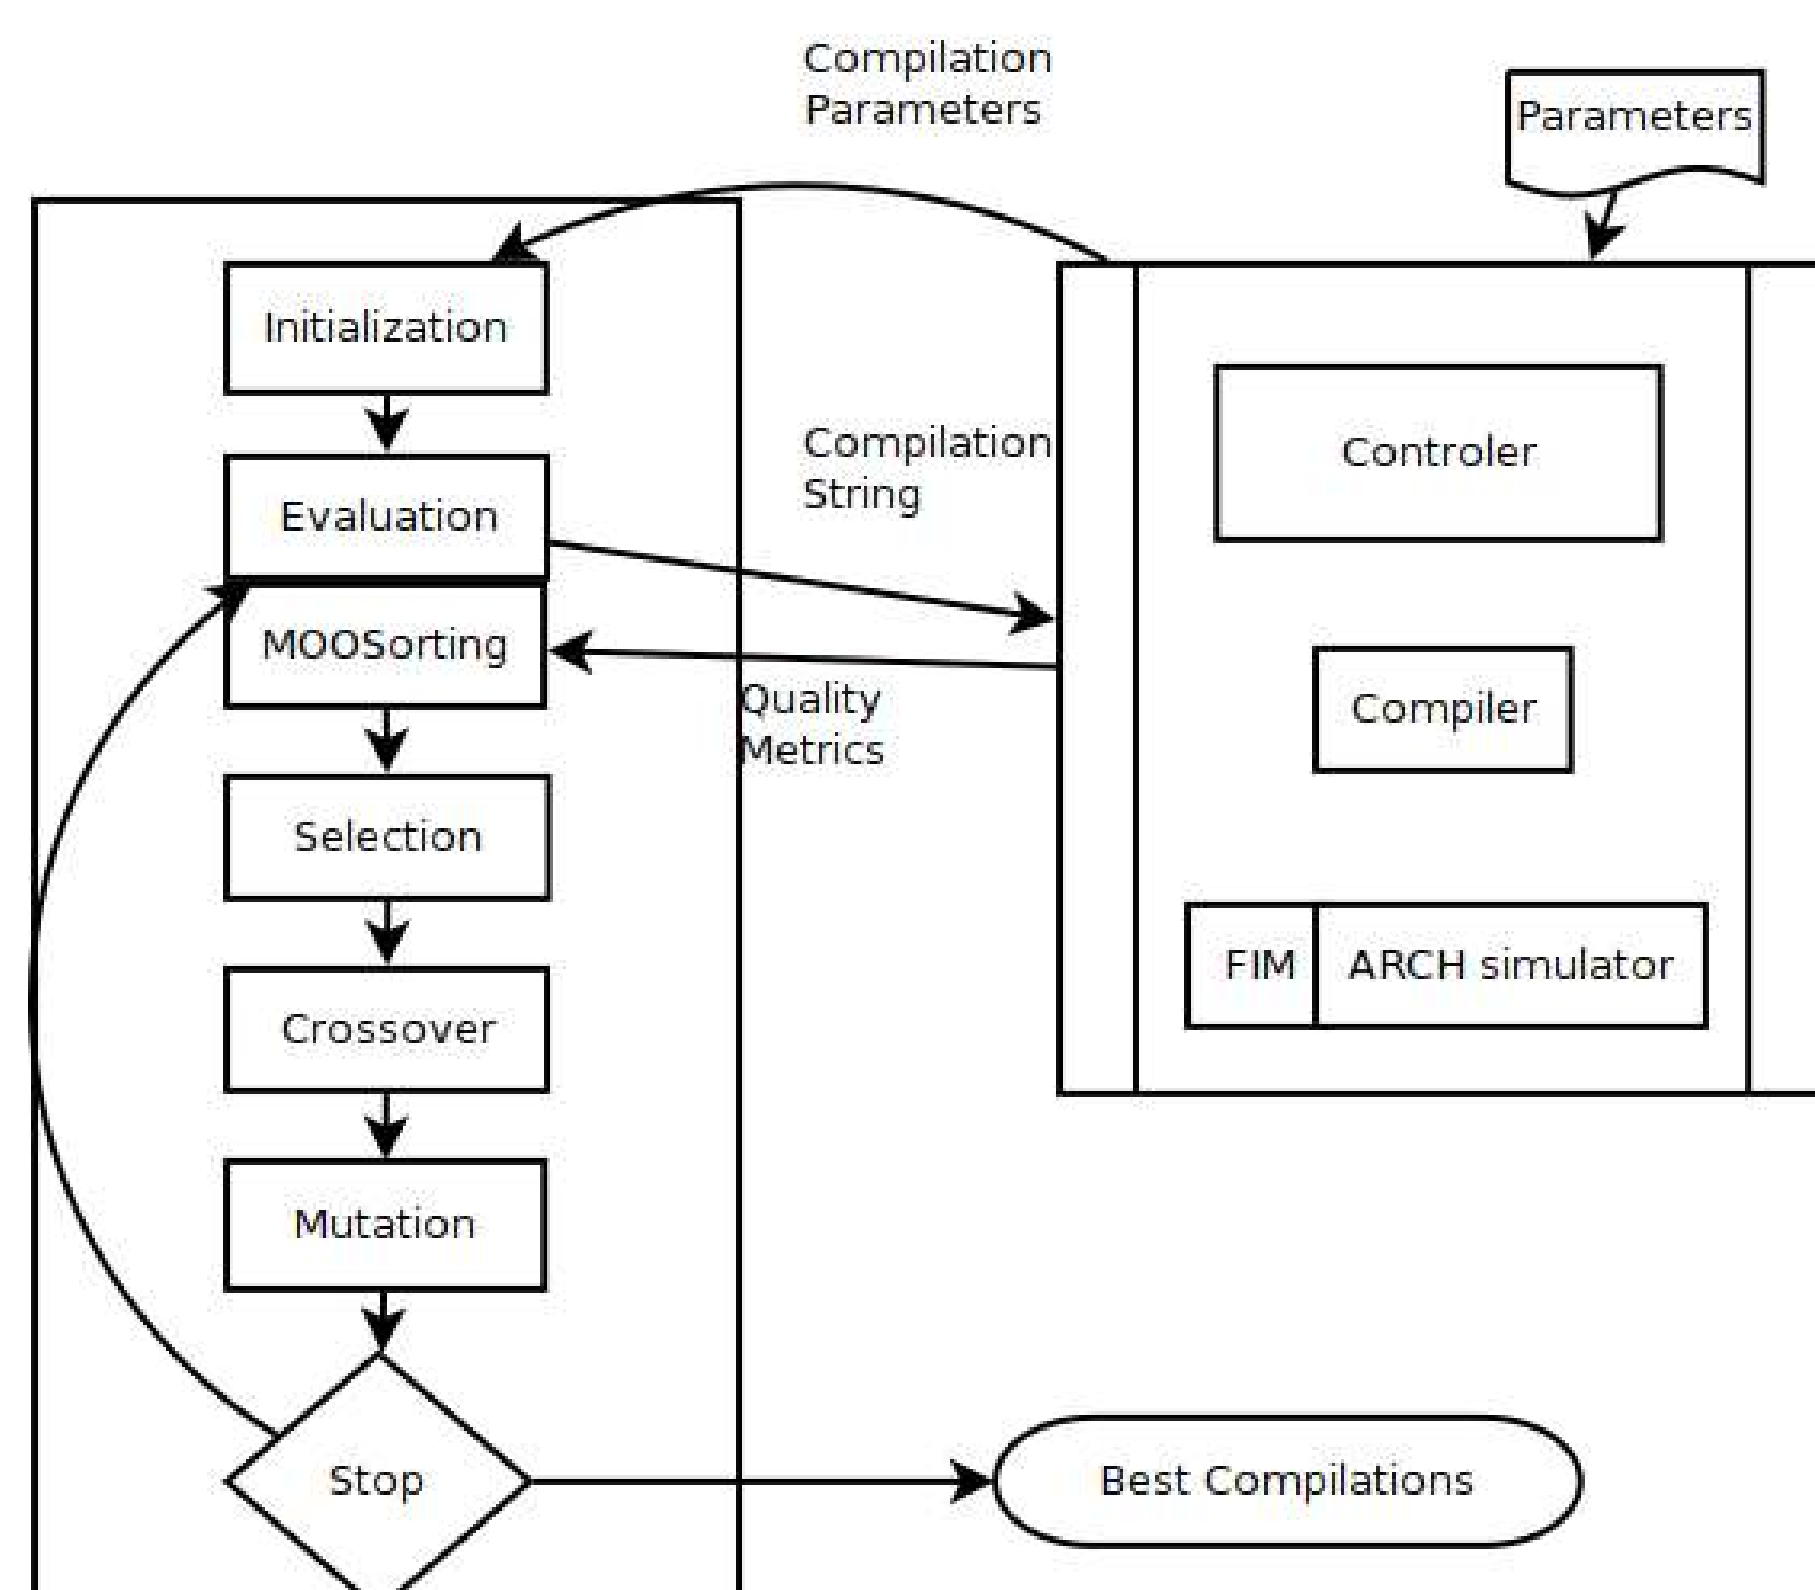 Compilation
Parameters
Parameters
Initialization
Controler
Compilation
String
Evaluation
MOOSorting
Quality
Metrics
Compiler
Selection
FIM
ARCH simulator
Crossover
Mutation
Stop
Best Compilations